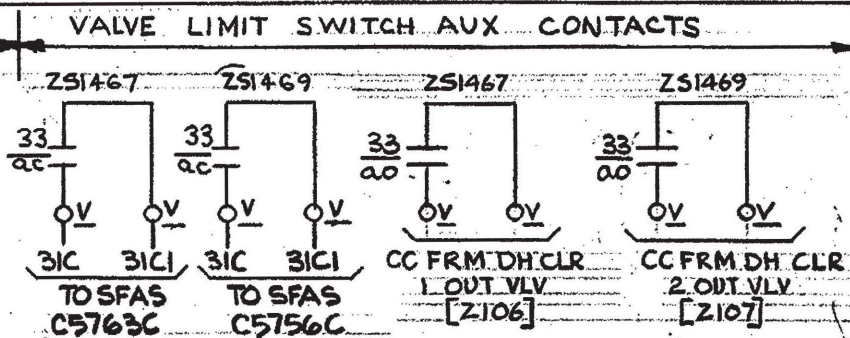 VALVE LIMIT SWITCH AUX CONTACTS
ZS1467 ZS1469 ZS1467 ZS1469
33 33 33 33
ac ac ao ao
V V V V V V V V
31C 31C1 31C 31C1 CC FRM DH CLR CC FRM DH CLR
TO SFAS TO SFAS 1 OUT VLV 2 OUT VLV
C5763C C5756C [Z106] [Z107]